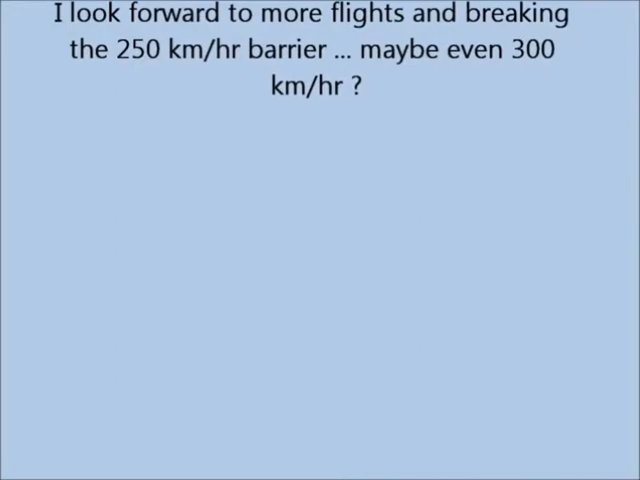 I look forward to more flights and breaking
the 250 km/hr barrier ... maybe even 300
km/hr ?